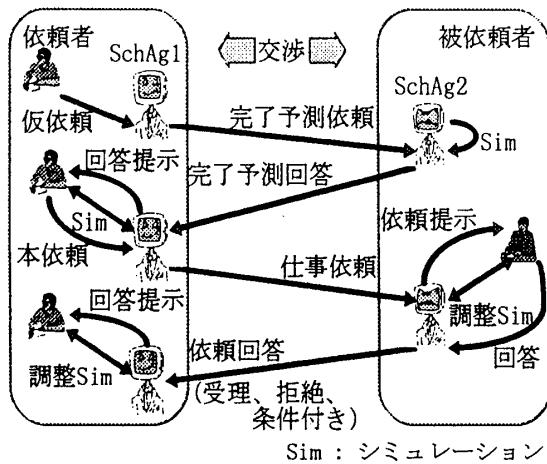 依頼者
SchAg1
交渉
被依頼者
SchAg2
仮依頼
完了予測依頼
Sim
回答提示
完了予測回答
Sim
依頼提示
本依頼
仕事依頼
回答提示
調整Sim
依頼回答
回答
調整Sim
(受理、拒絶、
条件付き)
Sim : シミュレーション